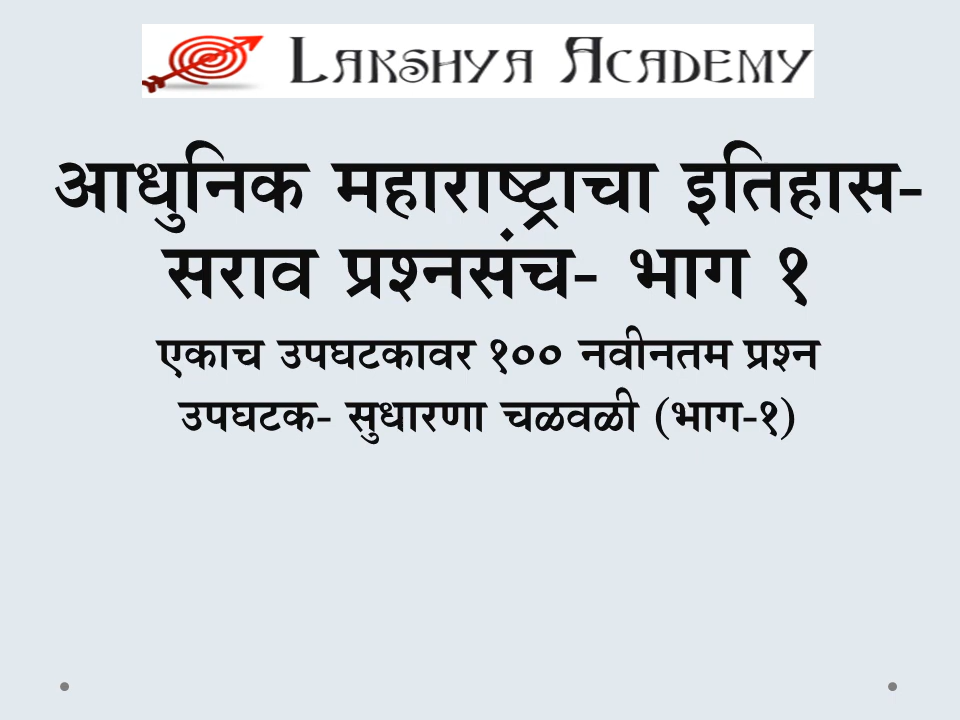 LAKSHYA ACADEMY
आधुनिक महाराष्ट्राचा इतिहास-
सराव प्रश्नसंच- भाग १
एकाच उपघटकावर १०० नवीनतम प्रश्न
उपघटक- सुधारणा चळवळी (भाग-१)